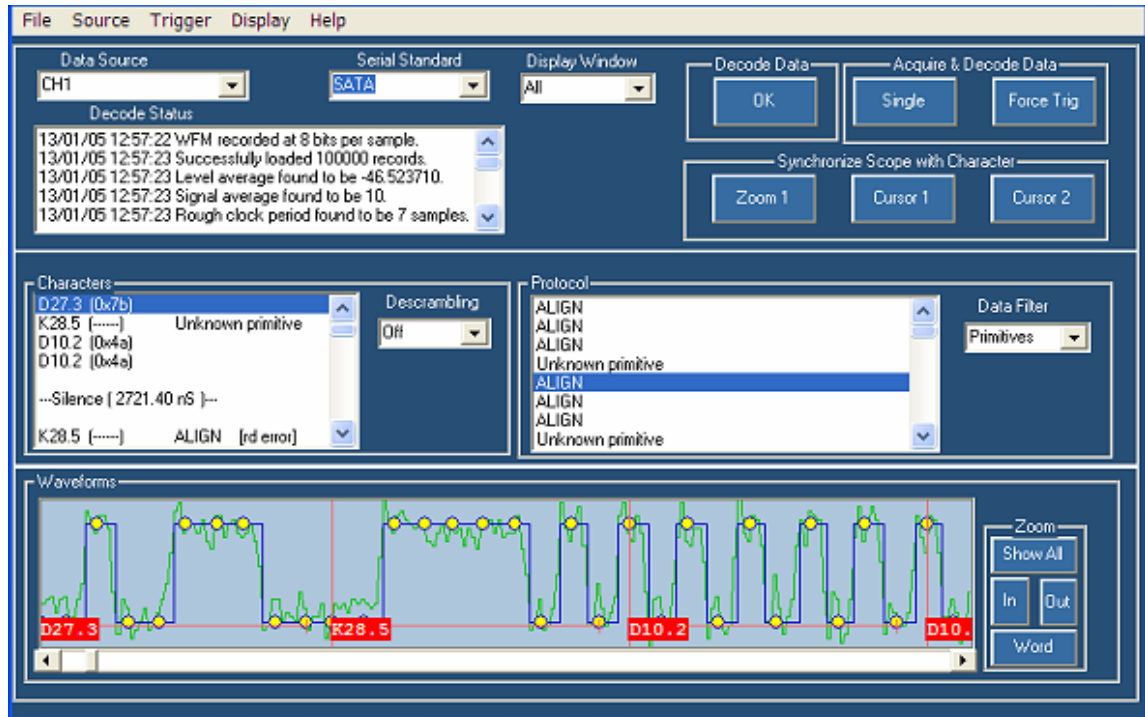 File Source Trigger Display Help
Data Source
CH1
Serial Standard
SATA
Display Window
All
Decode Data
OK
Acquire & Decode Data
Single
Force Trig
Decode Status
13/01/05 12:57:22 WFM recorded at 8 bits per sample.
13/01/05 12:57:23 Successfully loaded 100000 records.
13/01/05 12:57:23 Level average found to be -46.523710.
13/01/05 12:57:23 Signal average found to be 10.
13/01/05 12:57:23 Rough clock period found to be 7 samples.
Synchronize Scope with Character
Zoom 1
Cursor 1
Cursor 2
Characters
D27.3 (0x7b)
K28.5 (-----) Unknown primitive
D10.2 (0x4a)
D10.2 (0x4a)
---Silence ( 2721.40 nS )---
K28.5 (-----) ALIGN [rd error]
Descrambling
Off
Protocol
ALIGN
ALIGN
ALIGN
Unknown primitive
ALIGN
ALIGN
ALIGN
Unknown primitive
Data Filter
Primitives
Waveforms
D27.3 K28.5 D10.2 D10.
Zoom
Show All
In Out
Word